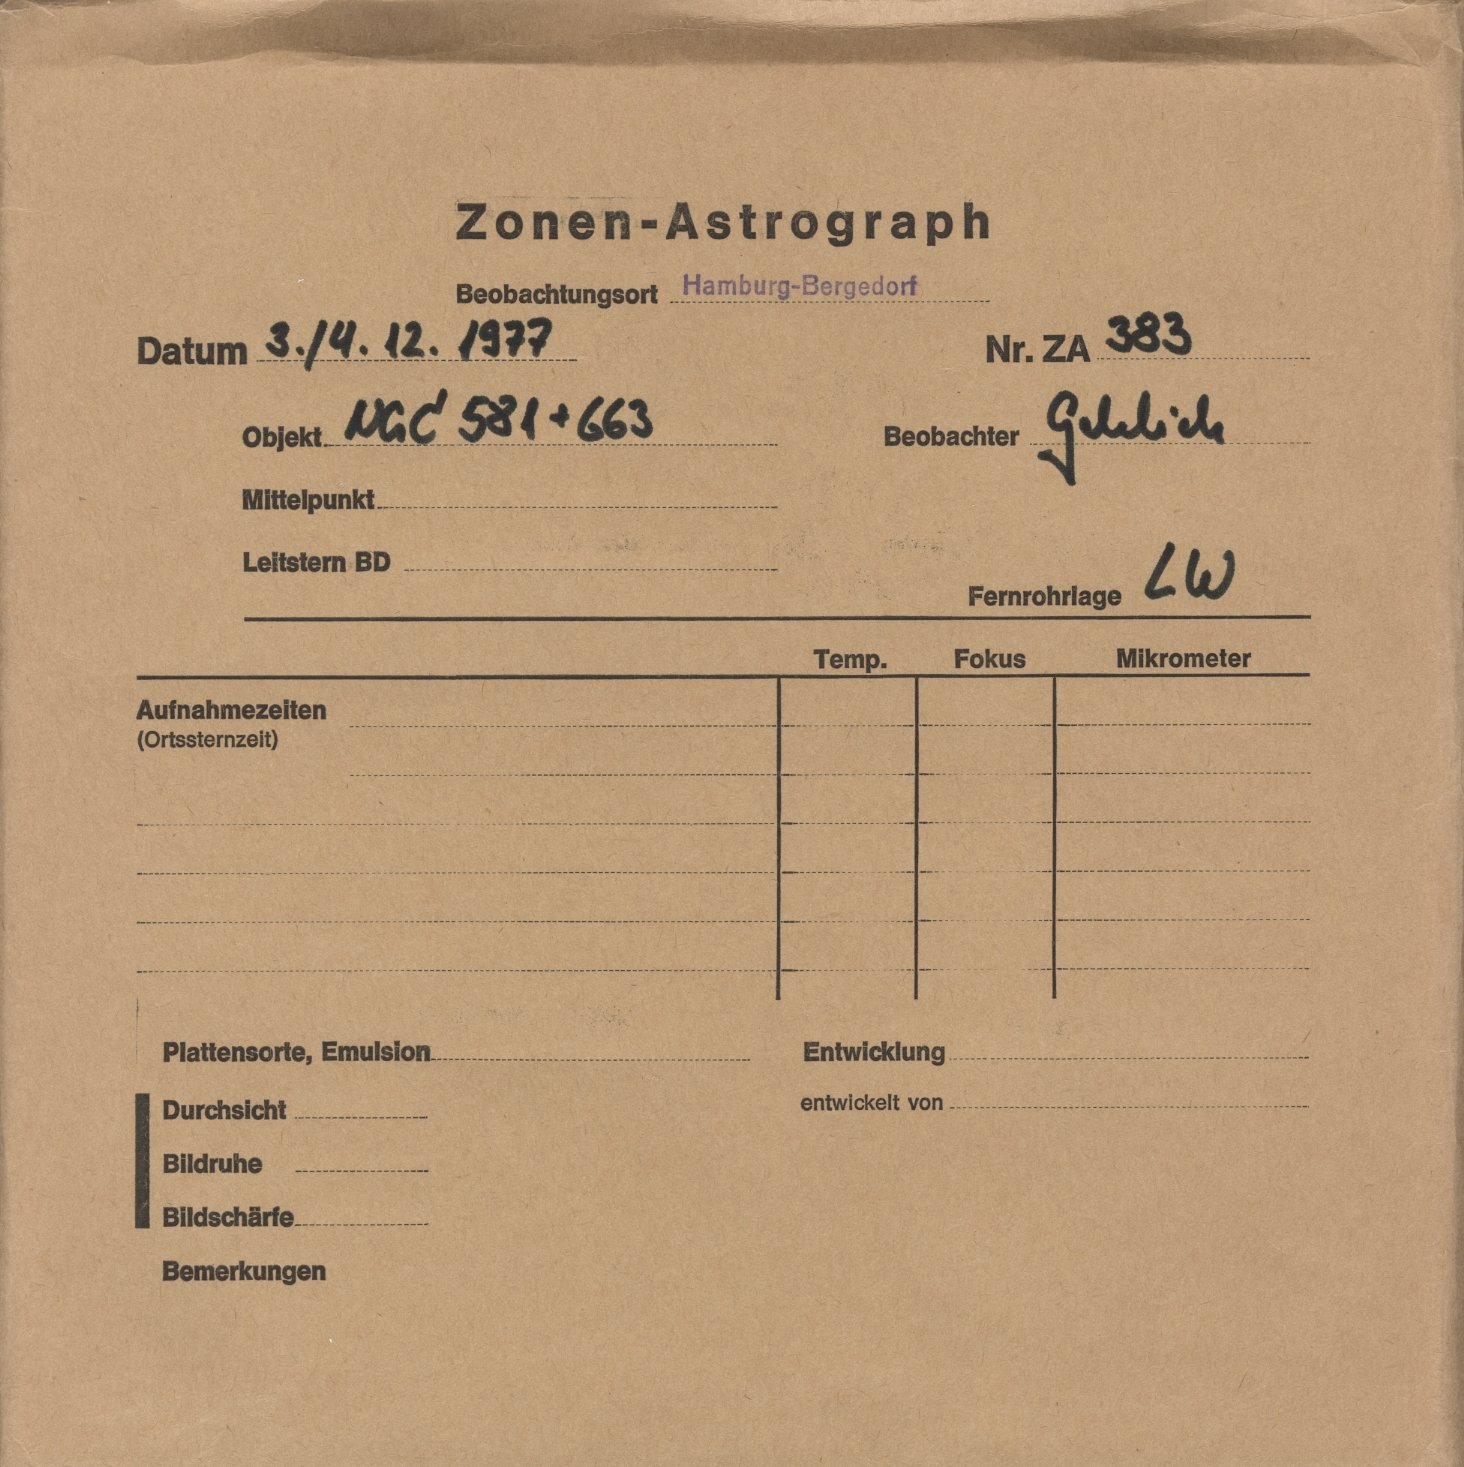 Zonen-Astrograph
Beobachtungsort Hamburg-Bergedorf
Datum 3./4. 12. 1977 Nr. ZA 383
Objekt NGC 581+663 Beobachter
Mittelpunkt
Leitstern BD
Fernrohrlage LW
Temp. Fokus Mikrometer
Aufnahmezeiten
(Ortssternzeit)
Plattensorte, Emulsion Entwicklung
Durchsicht entwickelt von
Bildruhe
Bildschärfe
Bemerkungen